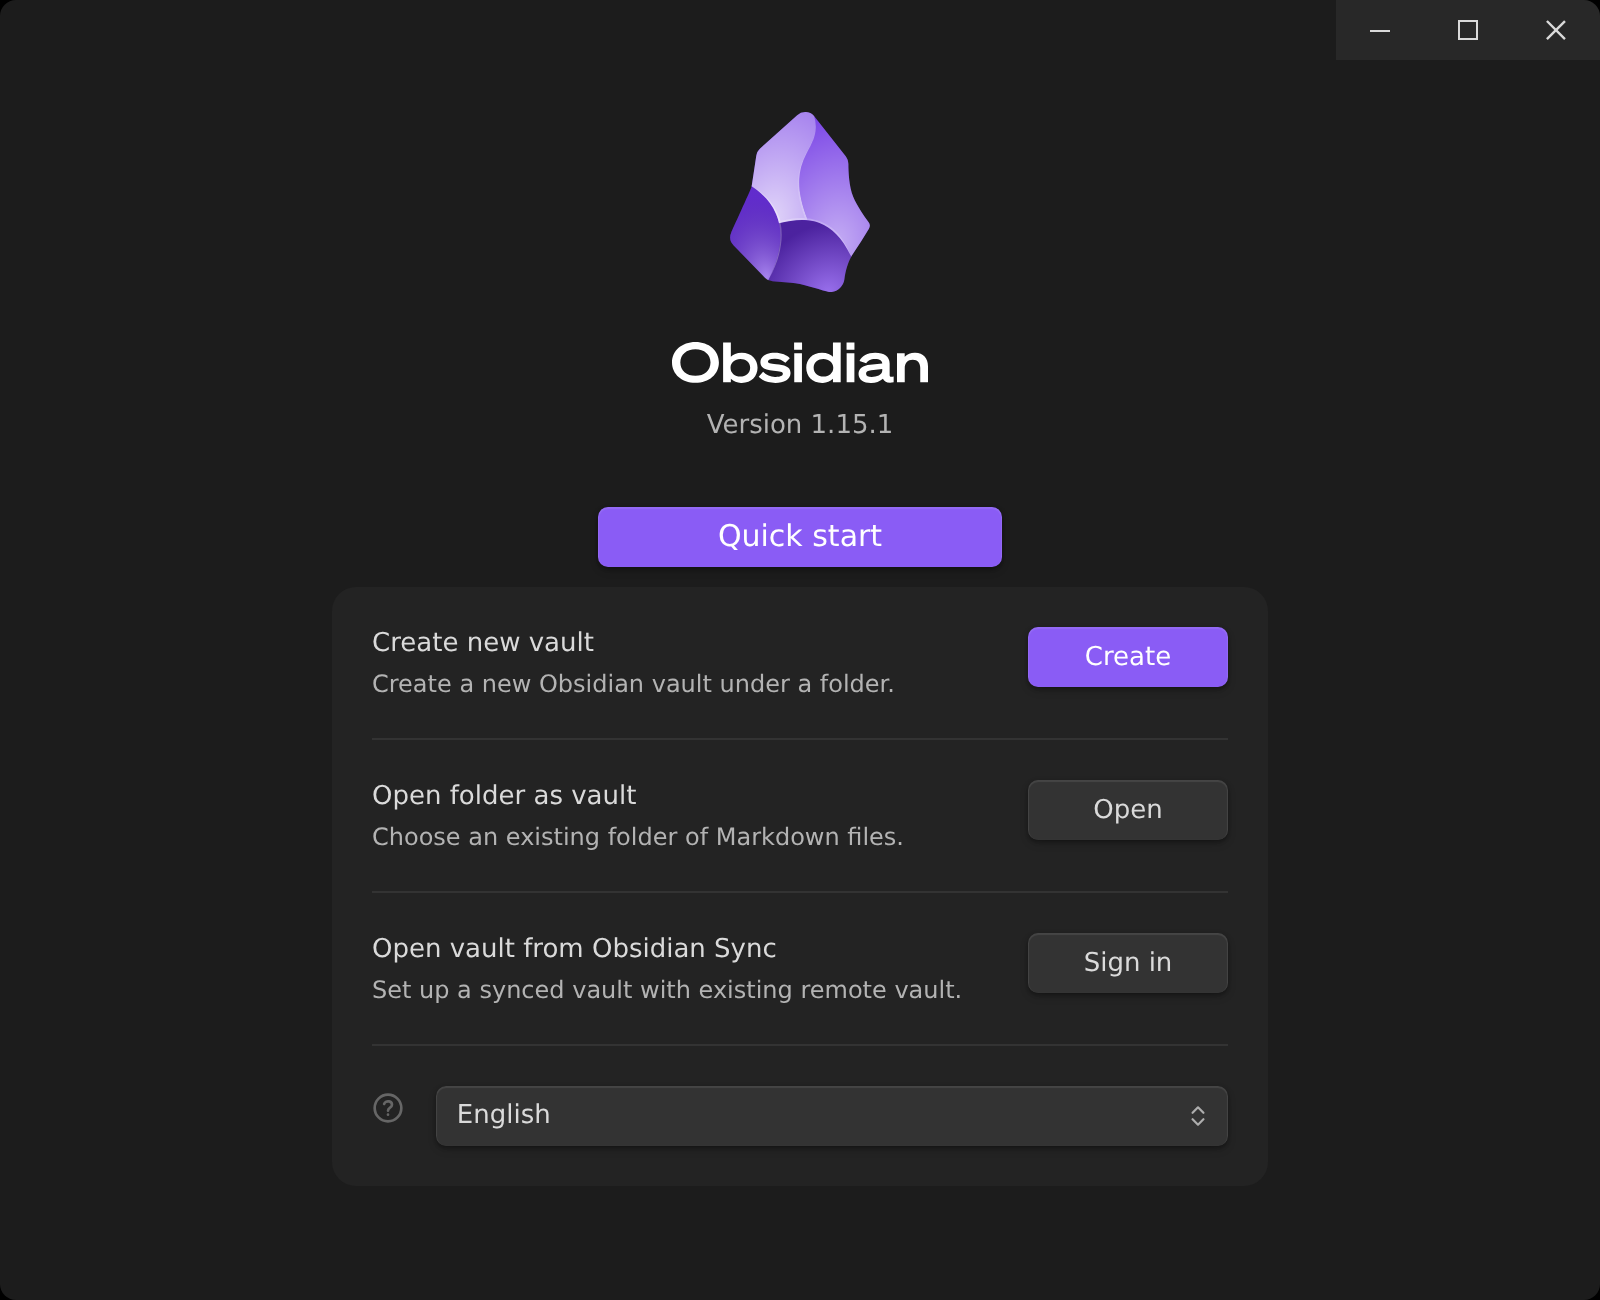 Obsidian
Version 1.15.1
Quick start
Create new vault
Create
Create a new Obsidian vault under a folder.
Open folder as vault
Open
Choose an existing folder of Markdown files.
Open vault from Obsidian Sync
Sign in
Set up a synced vault with existing remote vault.
English